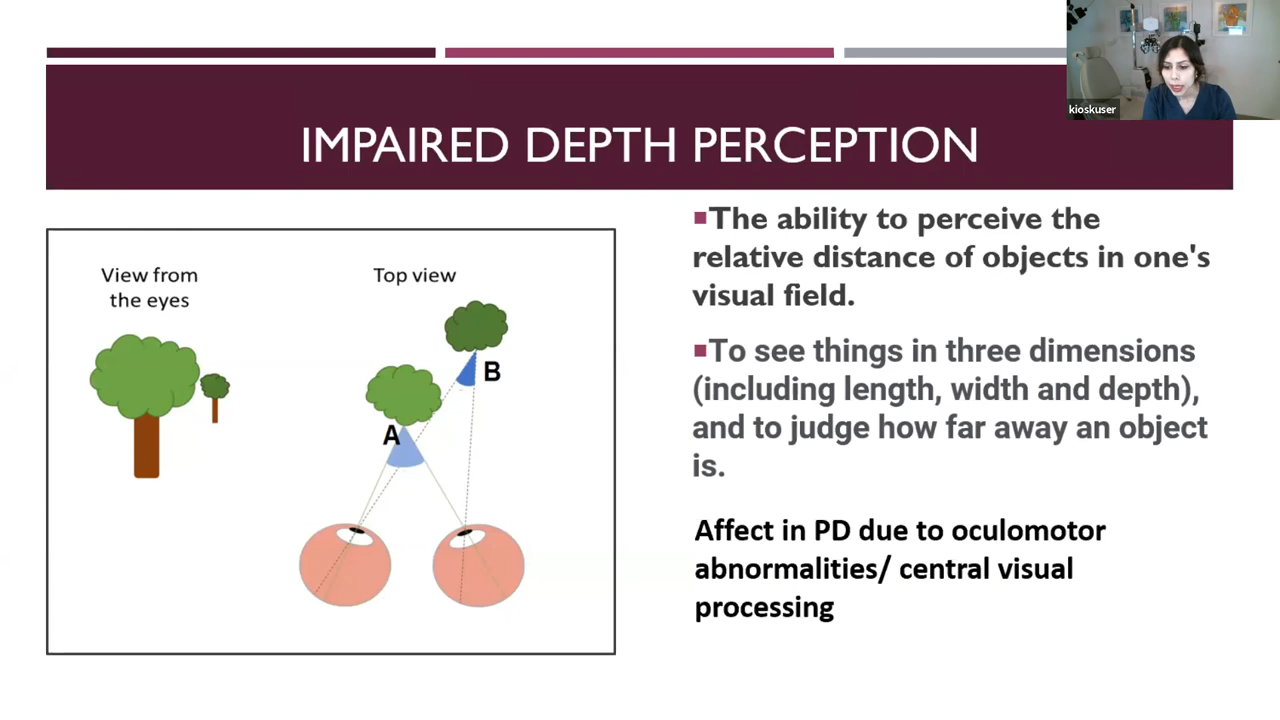 kioskuser
IMPAIRED DEPTH PERCEPTION
View from
the eyes
Top view
B
A
▪The ability to perceive the
relative distance of objects in one's
visual field.
▪To see things in three dimensions
(including length, width and depth),
and to judge how far away an object
is.
Affect in PD due to oculomotor
abnormalities/ central visual
processing